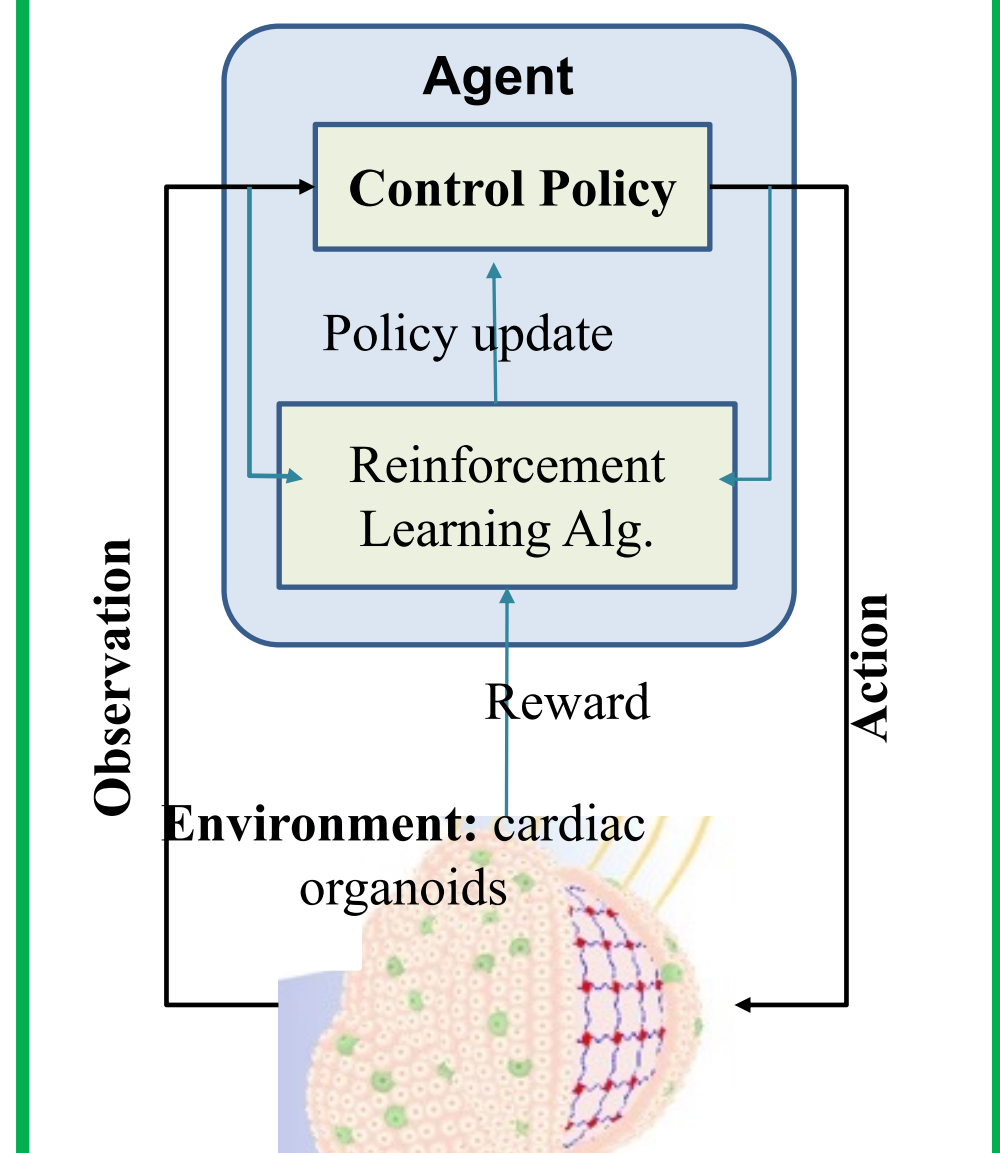 Agent
Control Policy
Policy update
Reinforcement
Learning Alg.
Observation
Action
Reward
Environment: cardiac
organoids